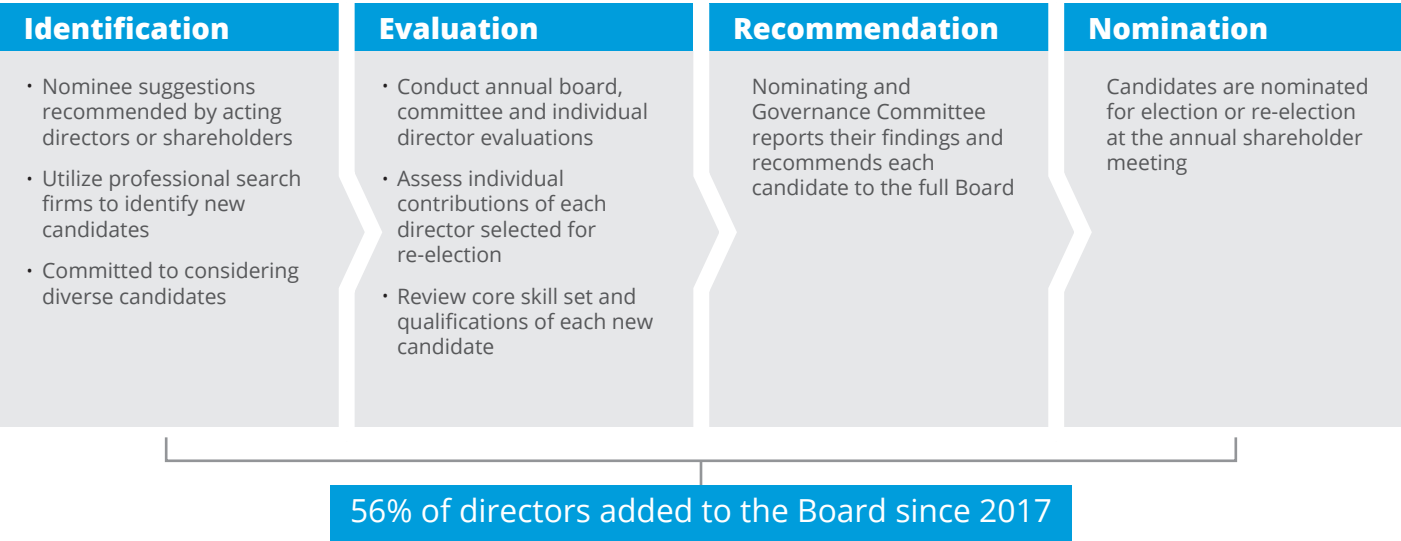 Identification
• Nominee suggestions
recommended by acting
directors or shareholders
• Utilize professional search
firms to identify new
candidates
• Committed to considering
diverse candidates
Evaluation
• Conduct annual board,
committee and individual
director evaluations
• Assess individual
contributions of each
director selected for
re-election
• Review core skill set and
qualifications of each new
candidate
Recommendation
Nominating and
Governance Committee
reports their findings and
recommends each
candidate to the full Board
Nomination
Candidates are nominated
for election or re-election
at the annual shareholder
meeting
56% of directors added to the Board since 2017